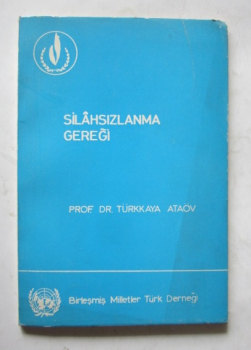 SİLÂHSIZLANMA
GEREĞİ
PROF. DR. TÜRKKAYA ATAÖV
Birleşmiş Milletler Türk Derneği